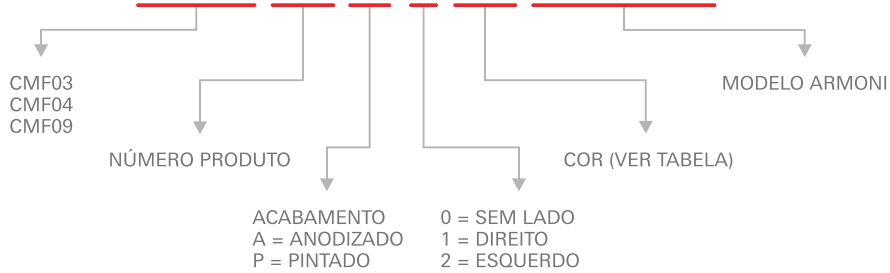 CMF03
CMF04
CMF09
MODELO ARMONI
NÚMERO PRODUTO
COR (VER TABELA)
ACABAMENTO
A = ANODIZADO
P = PINTADO
0 = SEM LADO
1 = DIREITO
2 = ESQUERDO